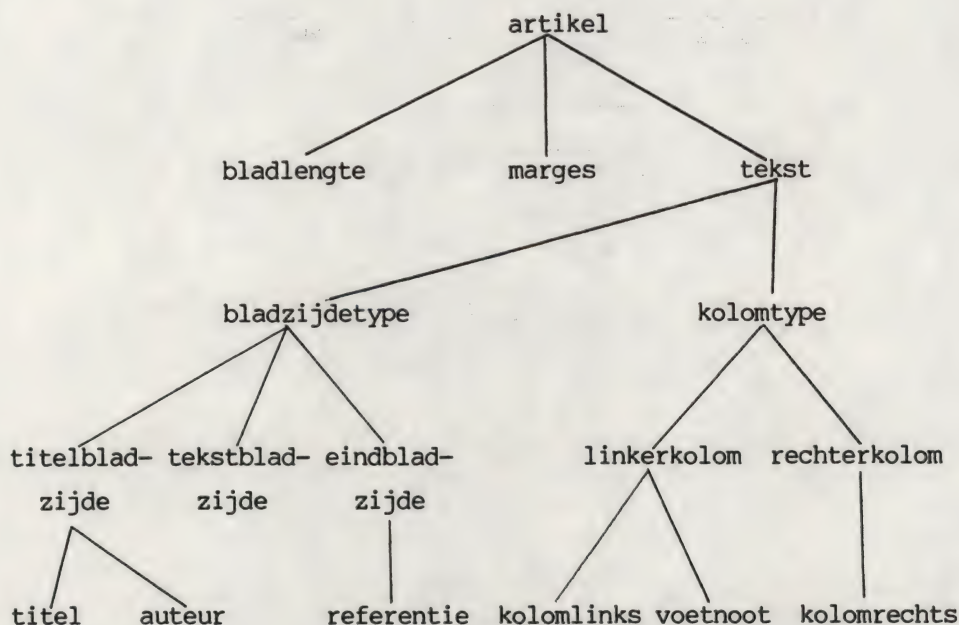 artikel
bladlengte marges tekst
bladzijdetype kolomtype
titelblad- tekstblad- eindblad- linkerkolom rechterkolom
zijde zijde zijde
titel auteur referentie kolomlinks voetnoot kolomrechts